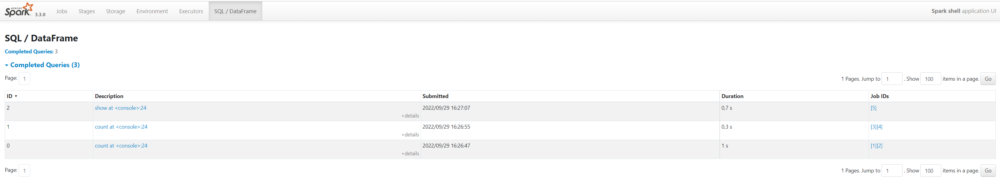 APACHE Spark 3.3.0 Jobs Stages Storage Environment Executors SQL / DataFrame Spark shell application UI
SQL / DataFrame
Completed Queries: 3
Completed Queries (3)
Page: 1 1 Pages. Jump to 1 . Show 100 items in a page. Go
ID Description Submitted Duration Job IDs
2 show at <console>:24 2022/09/29 16:27:07 0,7 s [5]
+details
1 count at <console>:24 2022/09/29 16:26:55 0,3 s [3][4]
+details
0 count at <console>:24 2022/09/29 16:26:47 1 s [1][2]
+details
Page: 1 1 Pages. Jump to 1 . Show 100 items in a page. Go